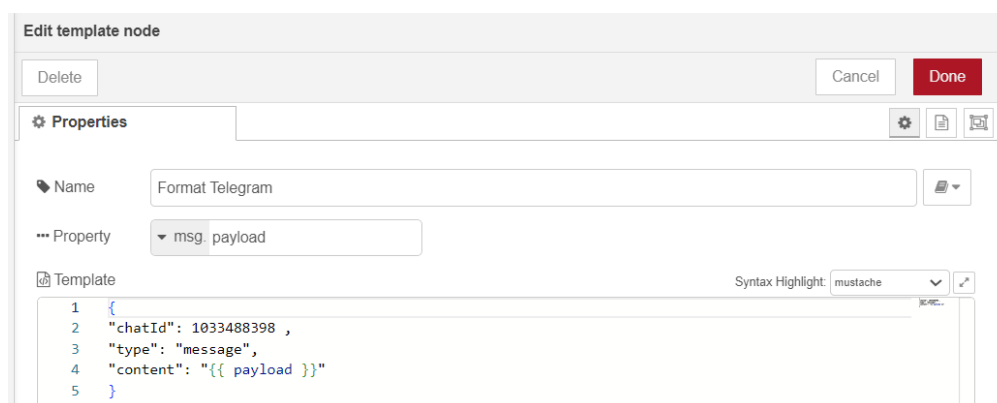 Edit template node
Delete
Cancel
Done
Properties
Name
Format Telegram
Property
msg. payload
Template
Syntax Highlight: mustache
1 {
2 "chatId": 1033488398 ,
3 "type": "message",
4 "content": "{{ payload }}"
5 }